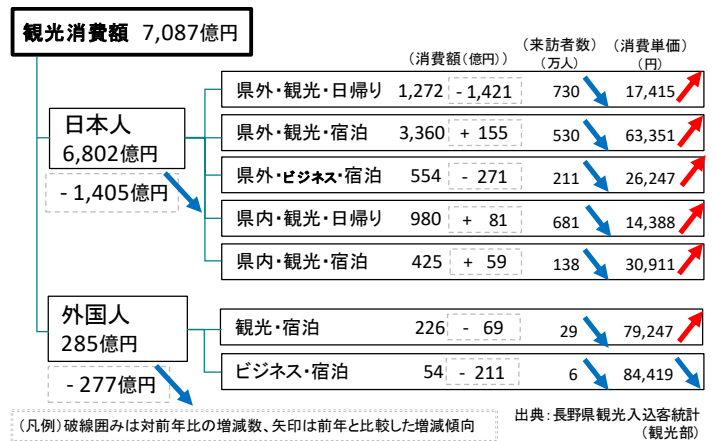 観光消費額 7,087億円
(消費額(億円)) (来訪者数)(万人) (消費単価)(円)
日本人
6,802億円
- 1,405億円
県外・観光・日帰り 1,272 - 1,421 730 17,415
県外・観光・宿泊 3,360 + 155 530 63,351
県外・ビジネス・宿泊 554 - 271 211 26,247
県内・観光・日帰り 980 + 81 681 14,388
県内・観光・宿泊 425 + 59 138 30,911
外国人
285億円
- 277億円
観光・宿泊 226 - 69 29 79,247
ビジネス・宿泊 54 - 211 6 84,419
(凡例)破線囲みは対前年比の増減数、矢印は前年と比較した増減傾向
出典:長野県観光入込客統計
(観光部)